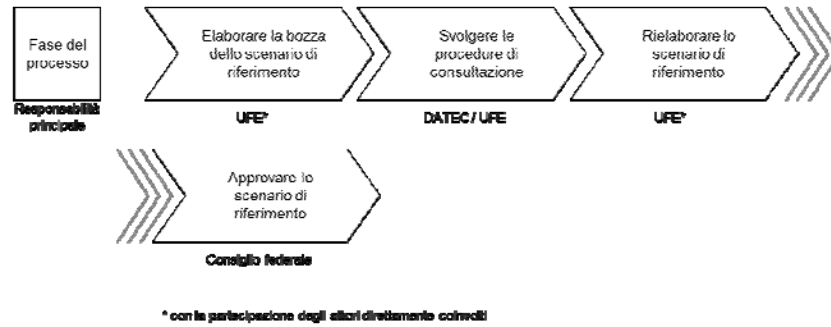 Fase del
processo
Elaborare la bozza
dello scenario di
riferimento
Svolgere le
procedure di
consultazione
Rielaborare lo
scenario di
riferimento
Responsabilità
principale
UFE*
DATEC / UFE
UFE*
Approvare lo
scenario di
riferimento
Consiglio federale
* con la partecipazione degli attori direttamente coinvolti